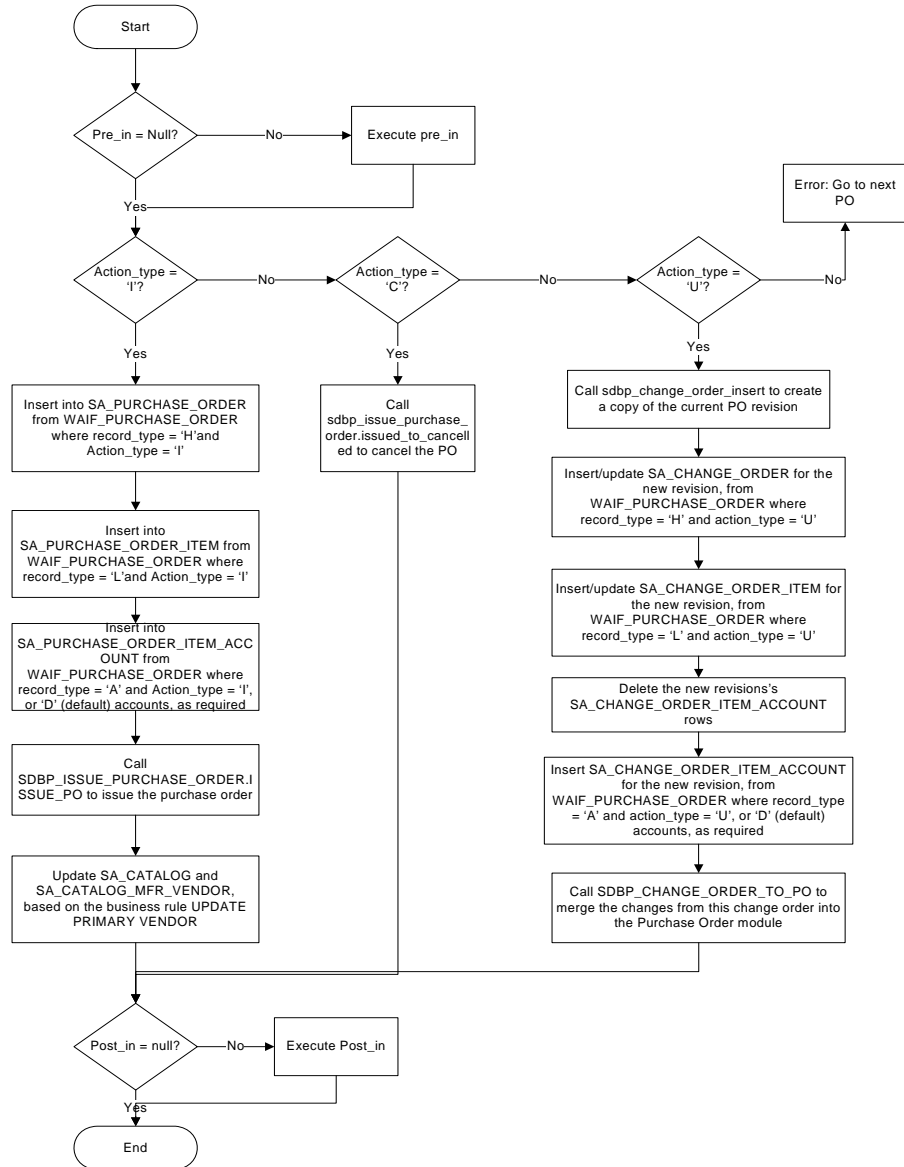 Start
Pre_in = Null?
No
Execute pre_in
Yes
Error: Go to next
PO
Action_type =
‘I’?
No
Action_type =
‘C’?
No
Action_type =
‘U’?
No
Yes
Yes
Yes
Insert into SA_PURCHASE_ORDER
from WAIF_PURCHASE_ORDER
where record_type = ‘H’and
Action_type = ‘I’
Call
sdbp_issue_purchase_
order.issued_to_cancell
ed to cancel the PO
Call sdbp_change_order_insert to create
a copy of the current PO revision
Insert/update SA_CHANGE_ORDER for the
new revision, from
WAIF_PURCHASE_ORDER where
record_type = ‘H’ and action_type = ‘U’
Insert into
SA_PURCHASE_ORDER_ITEM from
WAIF_PURCHASE_ORDER where
record_type = ‘L’and Action_type = ‘I’
Insert/update SA_CHANGE_ORDER_ITEM for
the new revision, from
WAIF_PURCHASE_ORDER where
record_type = ‘L’ and action_type = ‘U’
Insert into
SA_PURCHASE_ORDER_ITEM_ACC
OUNT from
WAIF_PURCHASE_ORDER where
record_type = ‘A’ and Action_type = ‘I’,
or ‘D’ (default) accounts, as required
Delete the new revisions’s
SA_CHANGE_ORDER_ITEM_ACCOUNT
rows
Call
SDBP_ISSUE_PURCHASE_ORDER.I
SSUE_PO to issue the purchase order
Insert SA_CHANGE_ORDER_ITEM_ACCOUNT
for the new revision, from
WAIF_PURCHASE_ORDER where record_type
= ‘A’ and action_type = ‘U’, or ‘D’ (default)
accounts, as required
Update SA_CATALOG and
SA_CATALOG_MFR_VENDOR,
based on the business rule UPDATE
PRIMARY VENDOR
Call SDBP_CHANGE_ORDER_TO_PO to
merge the changes from this change order into
the Purchase Order module
Post_in = null?
No
Execute Post_in
Yes
End